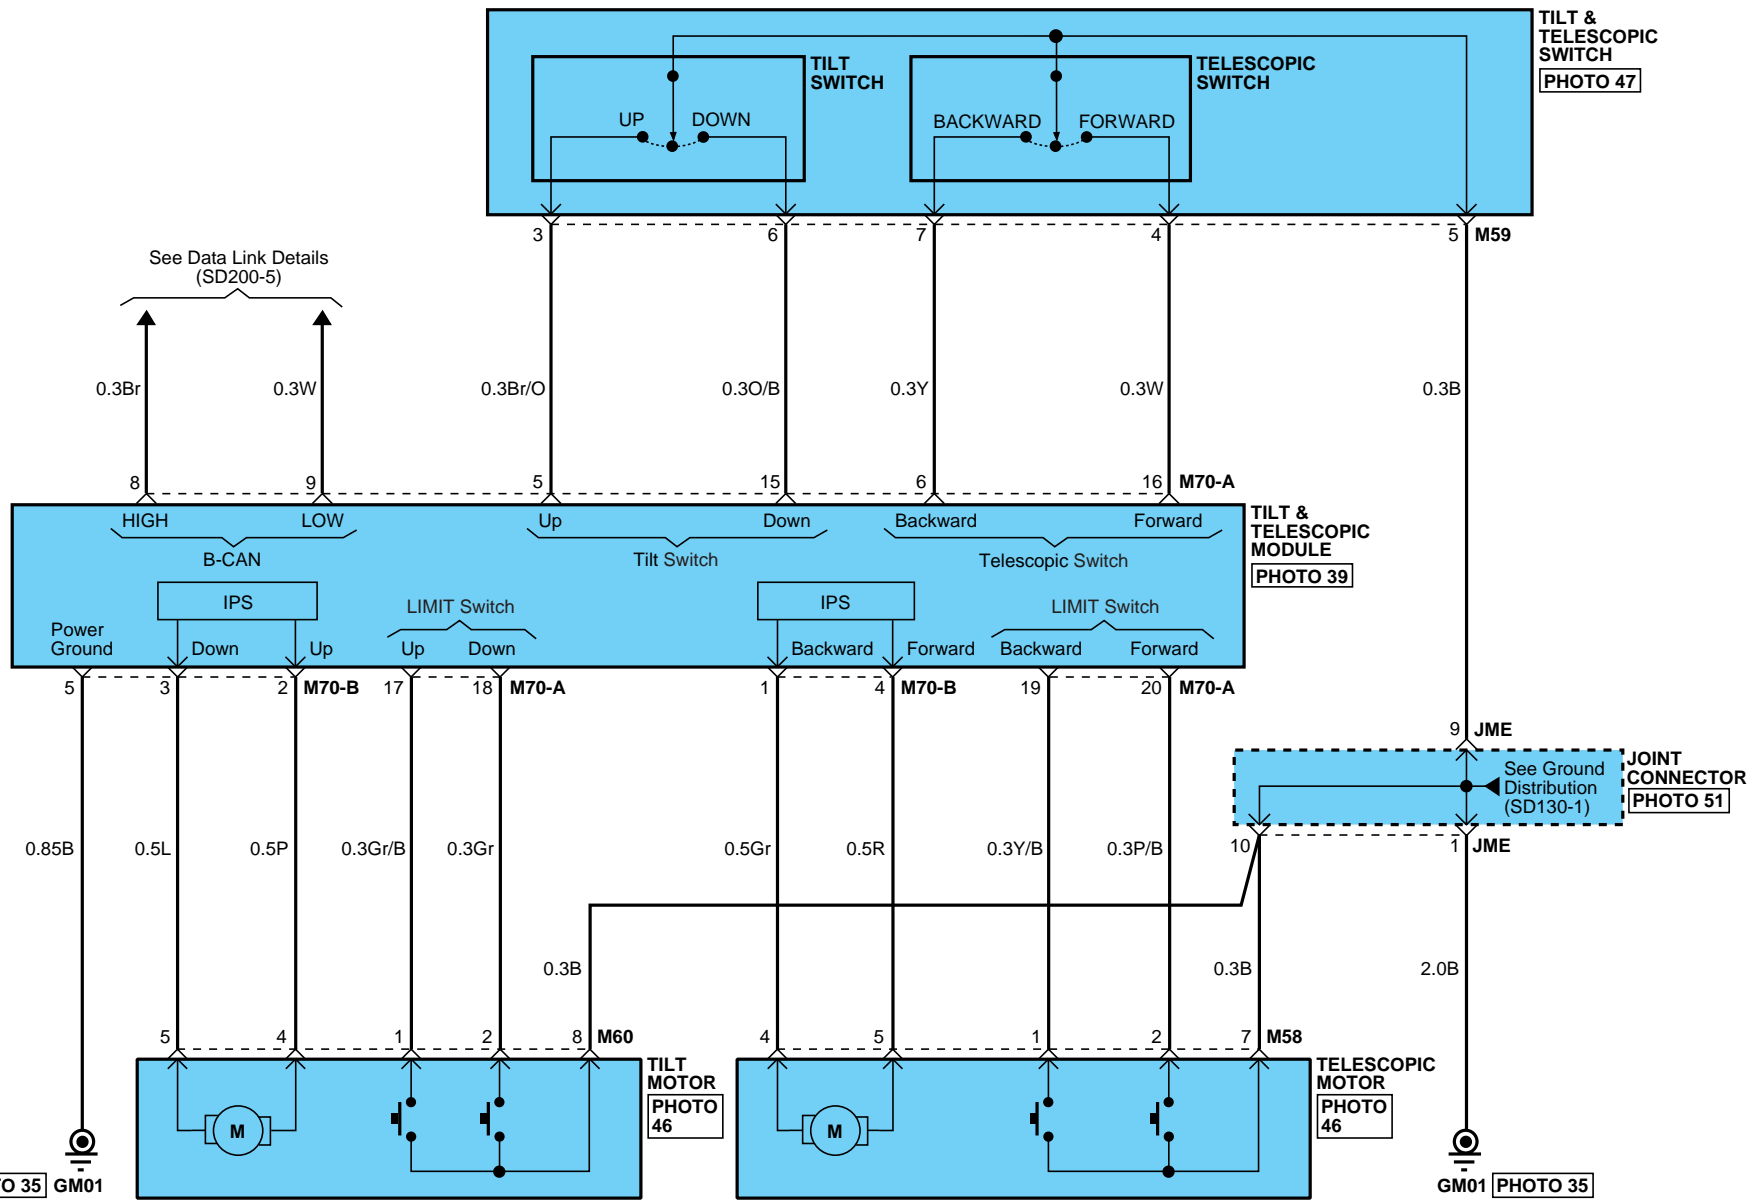 TILT &
TELESCOPIC
SWITCH
PHOTO 47
TILT
SWITCH
TELESCOPIC
SWITCH
UP
DOWN
BACKWARD
FORWARD
3
6
7
4
5
M59
See Data Link Details
(SD200-5)
0.3Br
0.3W
0.3Br/O
0.3O/B
0.3Y
0.3W
0.3B
8
9
5
15
6
16
M70-A
HIGH
LOW
Up
Down
Backward
Forward
B-CAN
Tilt Switch
Telescopic Switch
TILT &
TELESCOPIC
MODULE
PHOTO 39
IPS
LIMIT Switch
IPS
LIMIT Switch
Power
Ground
Down
Up
Up
Down
Backward
Forward
Backward
Forward
5
3
2
M70-B
17
18
M70-A
1
4
M70-B
19
20
M70-A
9
JME
See Ground
Distribution
(SD130-1)
JOINT
CONNECTOR
PHOTO 51
10
1
JME
0.85B
0.5L
0.5P
0.3Gr/B
0.3Gr
0.5Gr
0.5R
0.3Y/B
0.3P/B
0.3B
0.3B
2.0B
5
4
1
2
8
M60
4
5
1
2
7
M58
TILT
MOTOR
PHOTO
46
TELESCOPIC
MOTOR
PHOTO
46
M
M
TO 35
GM01
GM01
PHOTO 35